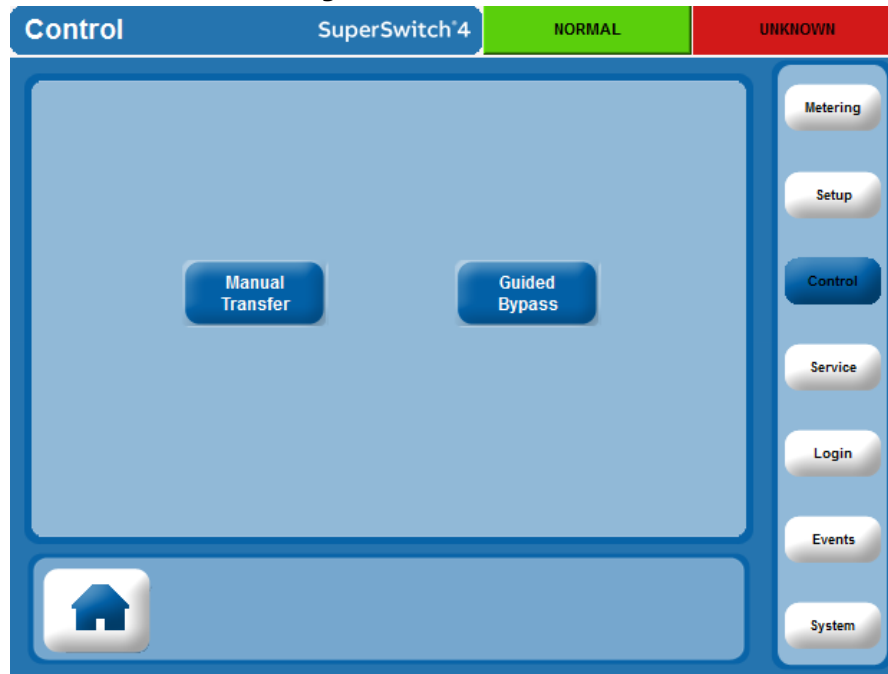 Control
SuperSwitch®4
NORMAL
UNKNOWN
Metering
Setup
Manual
Transfer
Guided
Bypass
Control
Service
Login
Events
System